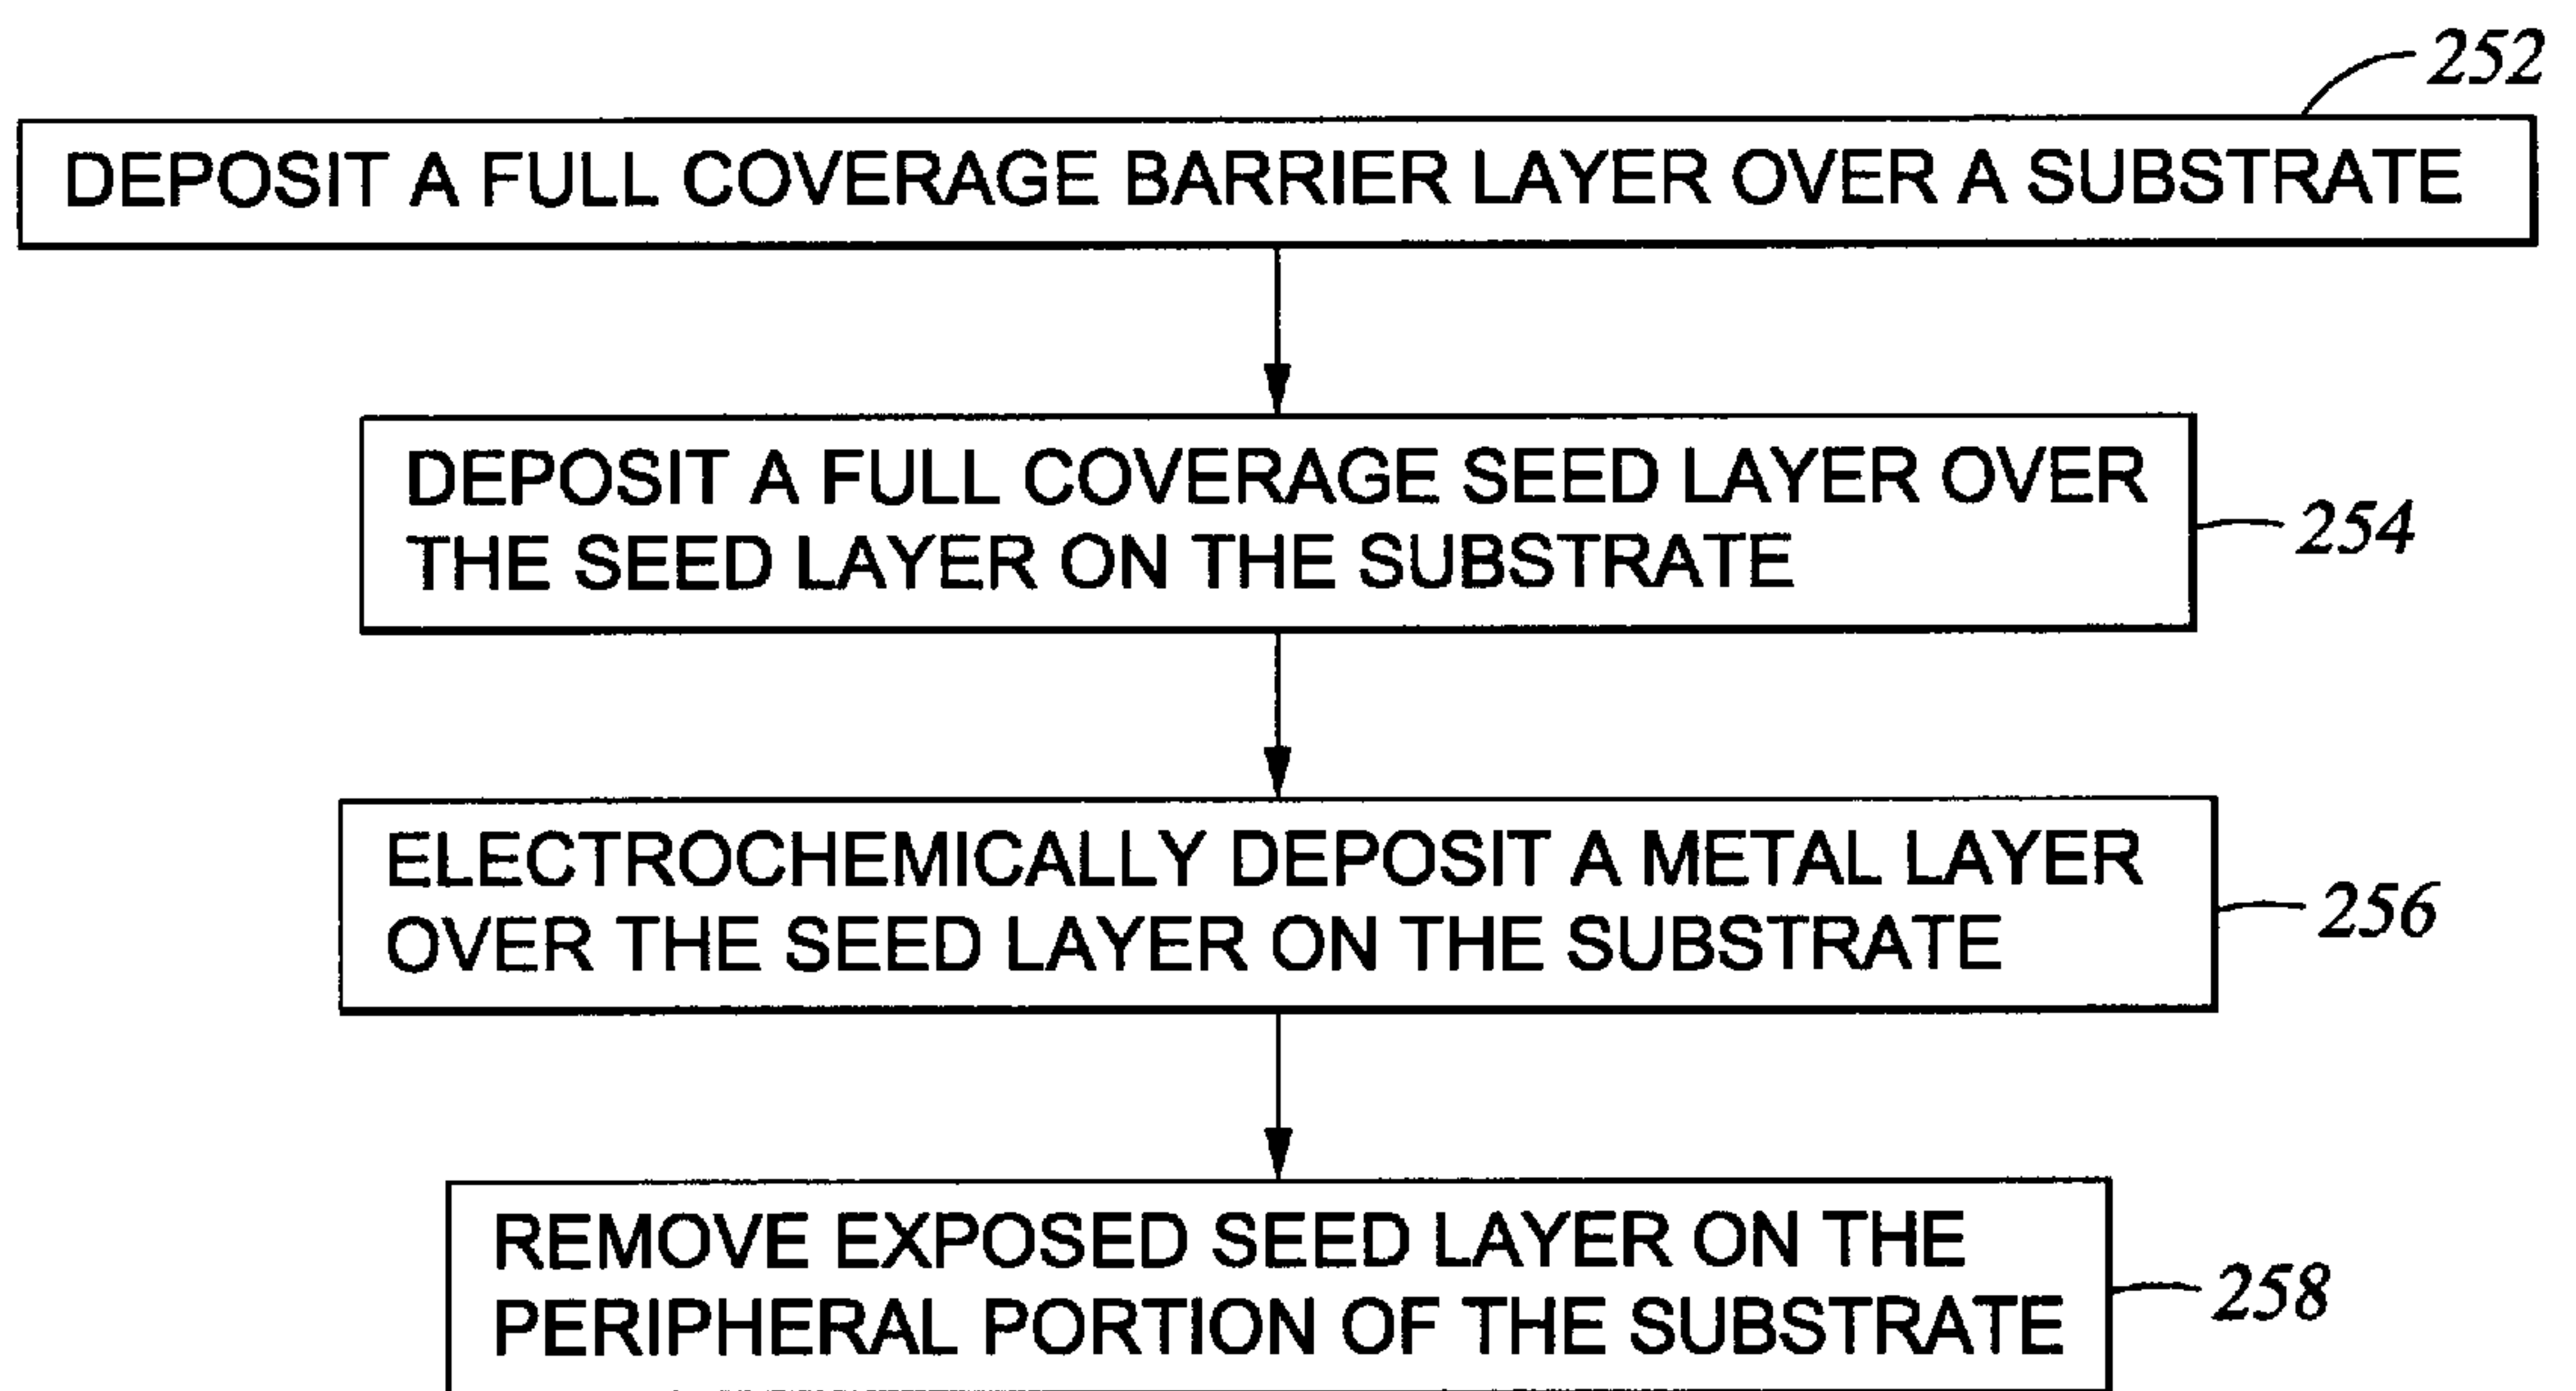 252
DEPOSIT A FULL COVERAGE BARRIER LAYER OVER A SUBSTRATE
DEPOSIT A FULL COVERAGE SEED LAYER OVER
THE SEED LAYER ON THE SUBSTRATE
254
ELECTROCHEMICALLY DEPOSIT A METAL LAYER
OVER THE SEED LAYER ON THE SUBSTRATE
256
REMOVE EXPOSED SEED LAYER ON THE
PERIPHERAL PORTION OF THE SUBSTRATE
258